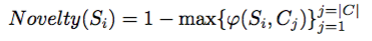 Novelty(S_i) = 1 − max{φ(S_i, C_j)}_{j=1}^{j=|C|}